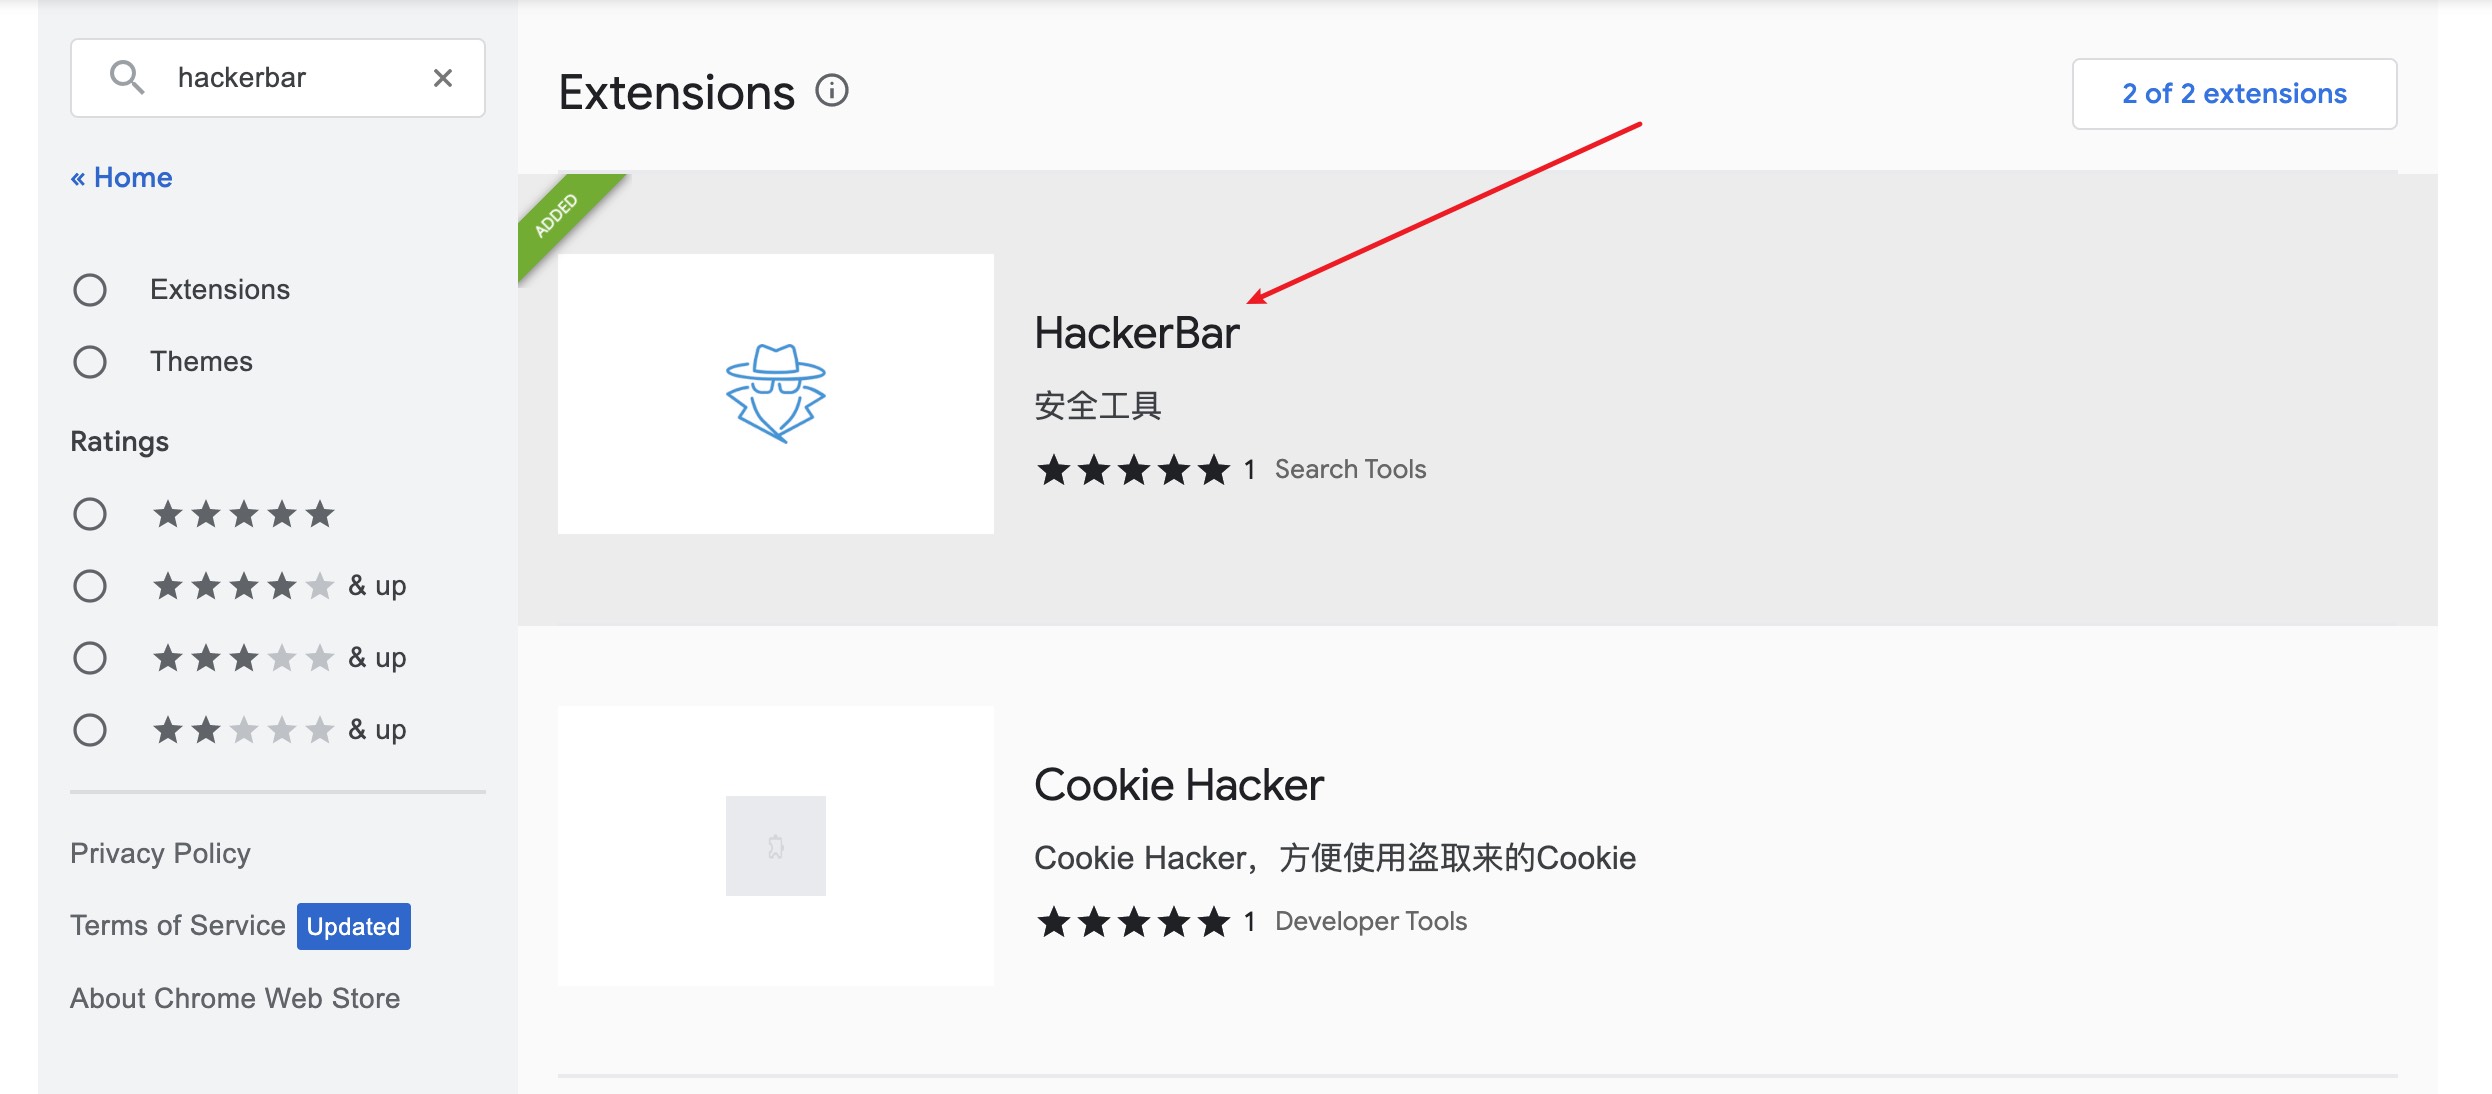 hackerbar
« Home
Extensions
Themes
Ratings
& up
& up
& up
Privacy Policy
Terms of Service Updated
About Chrome Web Store
Extensions
2 of 2 extensions
ADDED
HackerBar
安全工具
1 Search Tools
Cookie Hacker
Cookie Hacker，方便使用盗取来的Cookie
1 Developer Tools